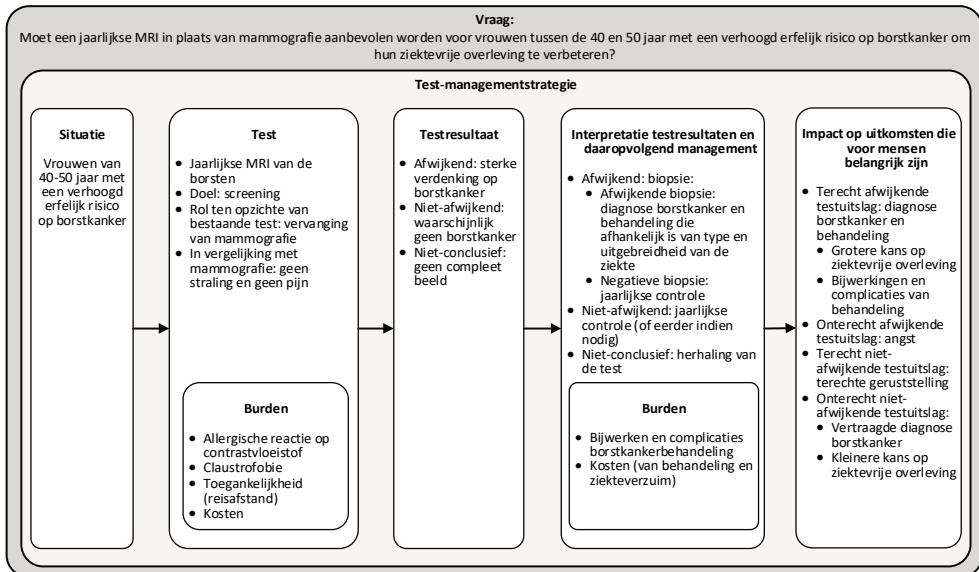 Vraag:
Moet een jaarlijkse MRI in plaats van mammografie aanbevolen worden voor vrouwen tussen de 40 en 50 jaar met een verhoogd erfelijk risico op borstkanker om
hun ziektevrije overleving te verbeteren?
Test-managementstrategie
Situatie
Vrouwen van
40-50 jaar met
een verhoogd
erfelijk risico
op borstkanker
Test
• Jaarlijkse MRI van de
borsten
• Doel: screening
• Rol ten opzichte van
bestaande test: vervanging
van mammografie
• In vergelijking met
mammografie: geen
straling en geen pijn
Burden
• Allergische reactie op
contrastvloeistof
• Claustrofobie
• Toegankelijkheid
(reisafstand)
• Kosten
Testresultaat
• Afwijkend: sterke
verdenking op
borstkanker
• Niet-afwijkend:
waarschijnlijk
geen borstkanker
• Niet-conclusief:
geen compleet
beeld
Interpretatie testresultaten en
daaropvolgend management
• Afwijkend: biopsie:
• Afwijkende biopsie:
diagnose borstkanker en
behandeling die
afhankelijk is van type en
uitgebreidheid van de
ziekte
• Negatieve biopsie:
jaarlijkse controle
• Niet-afwijkend: jaarlijkse
controle (of eerder indien
nodig)
• Niet-conclusief: herhaling van
de test
Burden
• Bijwerken en complicaties
borstkankerbehandeling
• Kosten (van behandeling en
ziekteverzuim)
Impact op uitkomsten die
voor mensen
belangrijk zijn
• Terecht afwijkende
testuitslag: diagnose
borstkanker en
behandeling
• Grotere kans op
ziektevrije overleving
• Bijwerkingen en
complicaties van
behandeling
• Onterecht afwijkende
testuitslag: angst
• Terecht niet-
afwijkende testuitslag:
terechte geruststelling
• Onterecht niet-
afwijkende testuitslag:
• Vertraagde diagnose
borstkanker
• Kleinere kans op
ziektevrije overleving